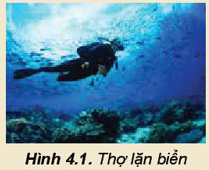 Hình 4.1. Thợ lặn biển